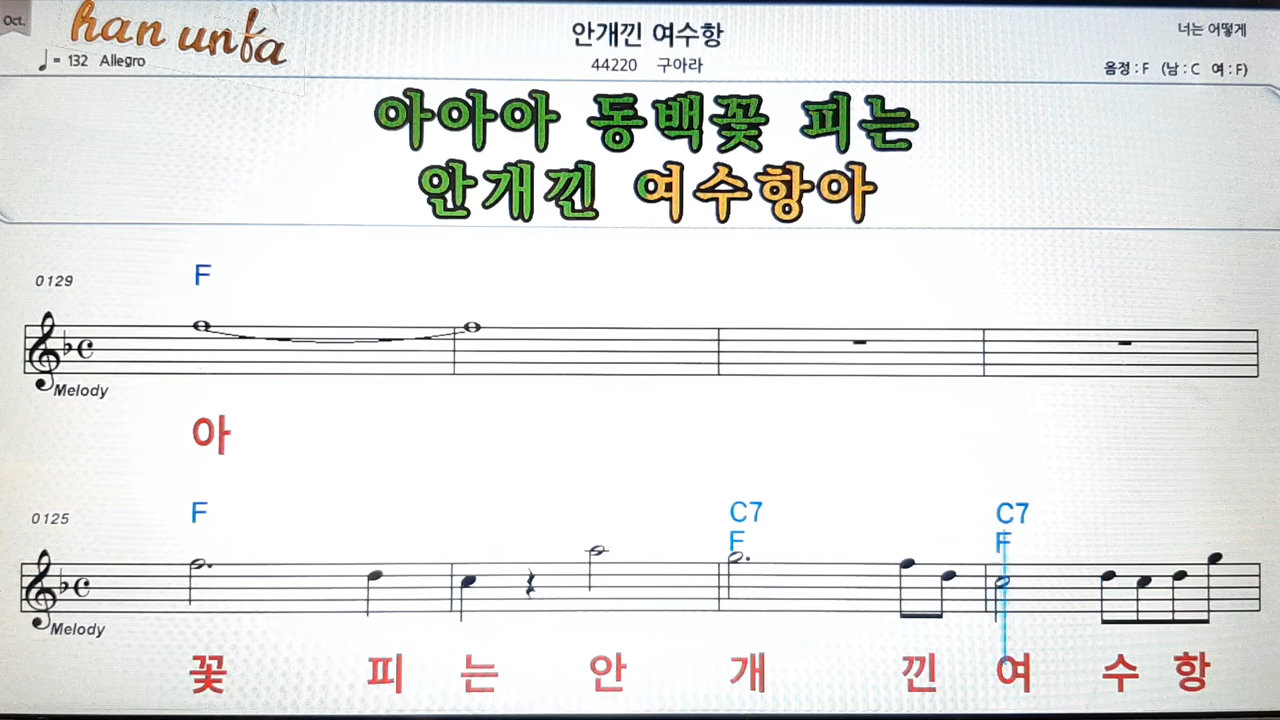 Oct.
han unfa
안개낀 여수항
너는 어떻게
♩= 132 Allegro
44220 구아라
음정 : F (남 : C 여 : F)
아아아 동백꽃 피는
안개낀 여수항아
0129
F
Melody
아
0125
F C7 C7
F F
Melody
꽃 피 는 안 개 낀 여 수 항